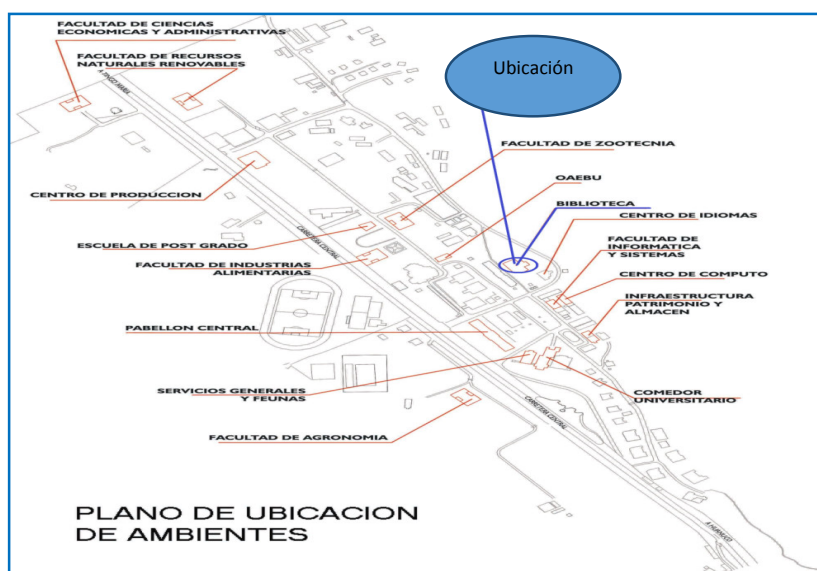 FACULTAD DE CIENCIAS
ECONOMICAS Y ADMINISTRATIVAS
FACULTAD DE RECURSOS
NATURALES RENOVABLES
Ubicación
A TINGO MARIA
FACULTAD DE ZOOTECNIA
OAEBU
CENTRO DE PRODUCCION
BIBLIOTECA
CENTRO DE IDIOMAS
CARRETERA CENTRAL
ESCUELA DE POST GRADO
FACULTAD DE
INFORMATICA
Y SISTEMAS
FACULTAD DE INDUSTRIAS
ALIMENTARIAS
CENTRO DE COMPUTO
INFRAESTRUCTURA
PATRIMONIO Y
ALMACEN
PABELLON CENTRAL
SERVICIOS GENERALES
Y FEUNAS
COMEDOR
UNIVERSITARIO
CARRETERA CENTRAL
FACULTAD DE AGRONOMIA
PLANO DE UBICACION
DE AMBIENTES
A HUANUCO